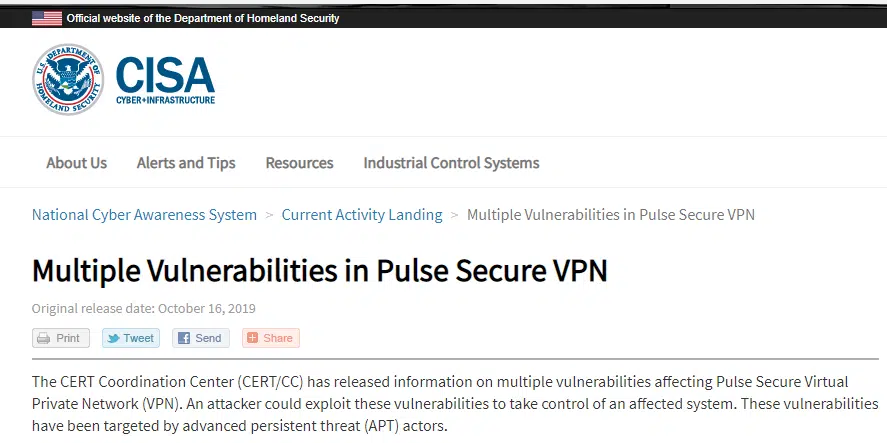 Official website of the Department of Homeland Security
U.S. DEPARTMENT OF HOMELAND SECURITY
CISA
CYBER+INFRASTRUCTURE
About Us Alerts and Tips Resources Industrial Control Systems
National Cyber Awareness System > Current Activity Landing > Multiple Vulnerabilities in Pulse Secure VPN
Multiple Vulnerabilities in Pulse Secure VPN
Original release date: October 16, 2019
Print Tweet Send Share
The CERT Coordination Center (CERT/CC) has released information on multiple vulnerabilities affecting Pulse Secure Virtual
Private Network (VPN). An attacker could exploit these vulnerabilities to take control of an affected system. These vulnerabilities
have been targeted by advanced persistent threat (APT) actors.